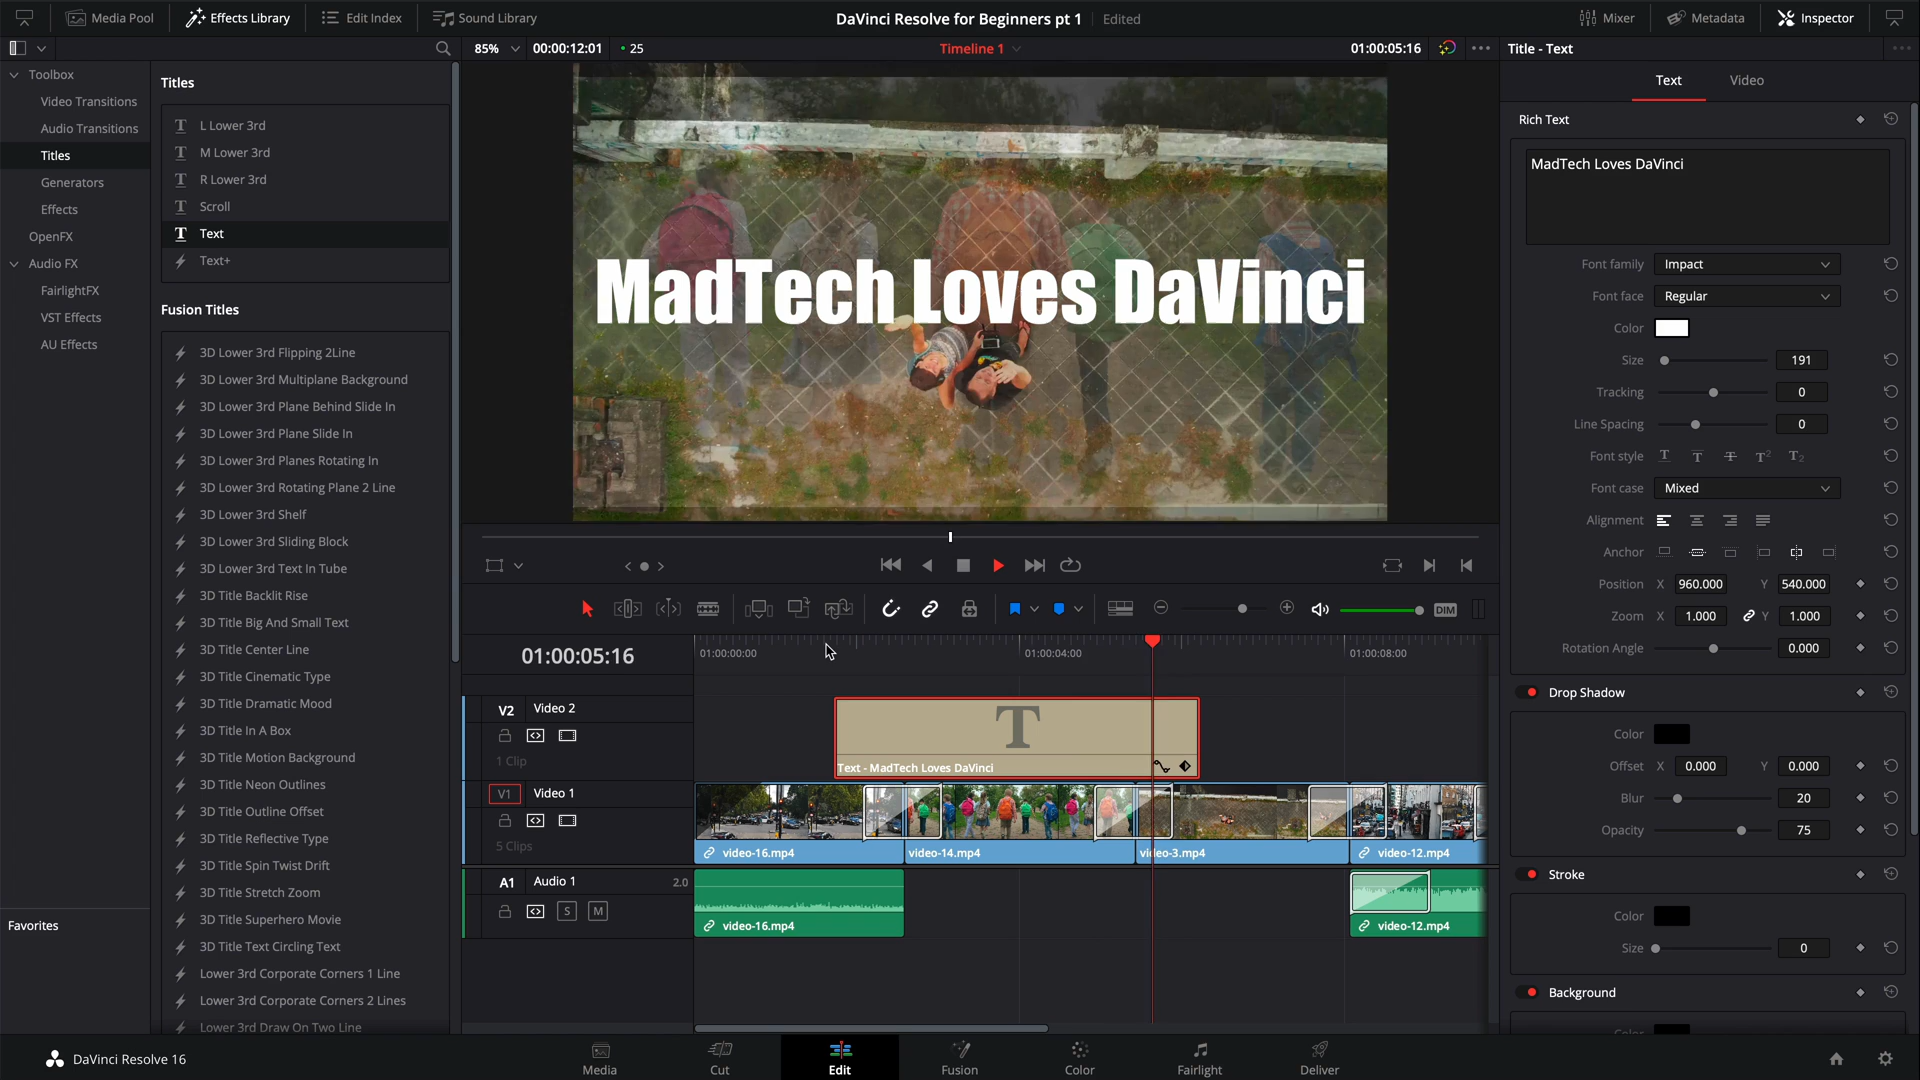 Media Pool
Effects Library
Edit Index
Sound Library
DaVinci Resolve for Beginners pt 1
Edited
Mixer
Metadata
Inspector
85%
00:00:12:01
25
Timeline 1
01:00:05:16
Title - Text
Toolbox
Video Transitions
Audio Transitions
Titles
Generators
Effects
OpenFX
Audio FX
FairlightFX
VST Effects
AU Effects
Favorites
Titles
L Lower 3rd
M Lower 3rd
R Lower 3rd
Scroll
Text
Text+
Fusion Titles
3D Lower 3rd Flipping 2Line
3D Lower 3rd Multiplane Background
3D Lower 3rd Plane Behind Slide In
3D Lower 3rd Plane Slide In
3D Lower 3rd Planes Rotating In
3D Lower 3rd Rotating Plane 2 Line
3D Lower 3rd Shelf
3D Lower 3rd Sliding Block
3D Lower 3rd Text In Tube
3D Title Backlit Rise
3D Title Big And Small Text
3D Title Center Line
3D Title Cinematic Type
3D Title Dramatic Mood
3D Title In A Box
3D Title Motion Background
3D Title Neon Outlines
3D Title Outline Offset
3D Title Reflective Type
3D Title Spin Twist Drift
3D Title Stretch Zoom
3D Title Superhero Movie
3D Title Text Circling Text
Lower 3rd Corporate Corners 1 Line
Lower 3rd Corporate Corners 2 Lines
Lower 3rd Draw On Two Line
MadTech Loves DaVinci
DIM
01:00:05:16
01:00:00:00
01:00:04:00
01:00:08:00
V2
Video 2
1 Clip
Text - MadTech Loves DaVinci
V1
Video 1
5 Clips
video-16.mp4
video-14.mp4
video-3.mp4
video-12.mp4
A1
Audio 1
2.0
S
M
video-16.mp4
video-12.mp4
Text
Video
Rich Text
MadTech Loves DaVinci
Font family
Impact
Font face
Regular
Color
Size
191
Tracking
0
Line Spacing
0
Font style
Font case
Mixed
Alignment
Anchor
Position
X
960.000
Y
540.000
Zoom
X
1.000
Y
1.000
Rotation Angle
0.000
Drop Shadow
Color
Offset
X
0.000
Y
0.000
Blur
20
Opacity
75
Stroke
Color
Size
0
Background
DaVinci Resolve 16
Media
Cut
Edit
Fusion
Color
Fairlight
Deliver